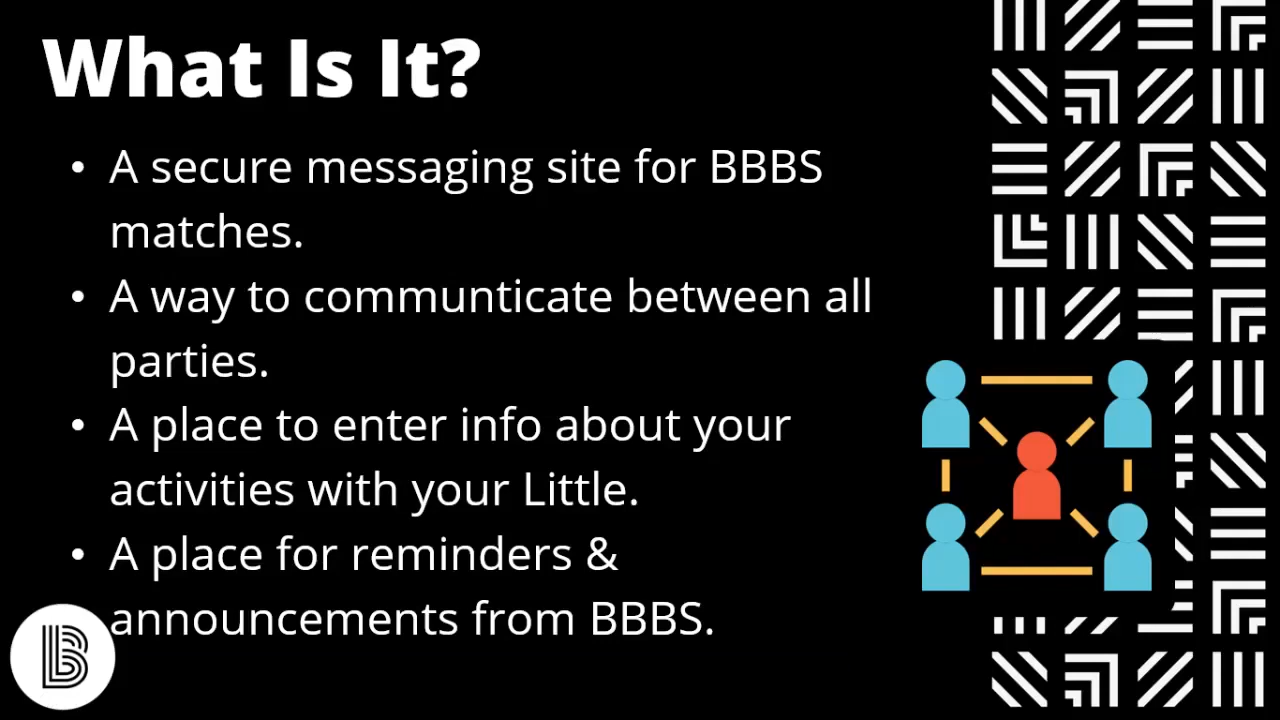 What Is It?
• A secure messaging site for BBBS
matches.
• A way to communticate between all
parties.
• A place to enter info about your
activities with your Little.
• A place for reminders &
announcements from BBBS.
B